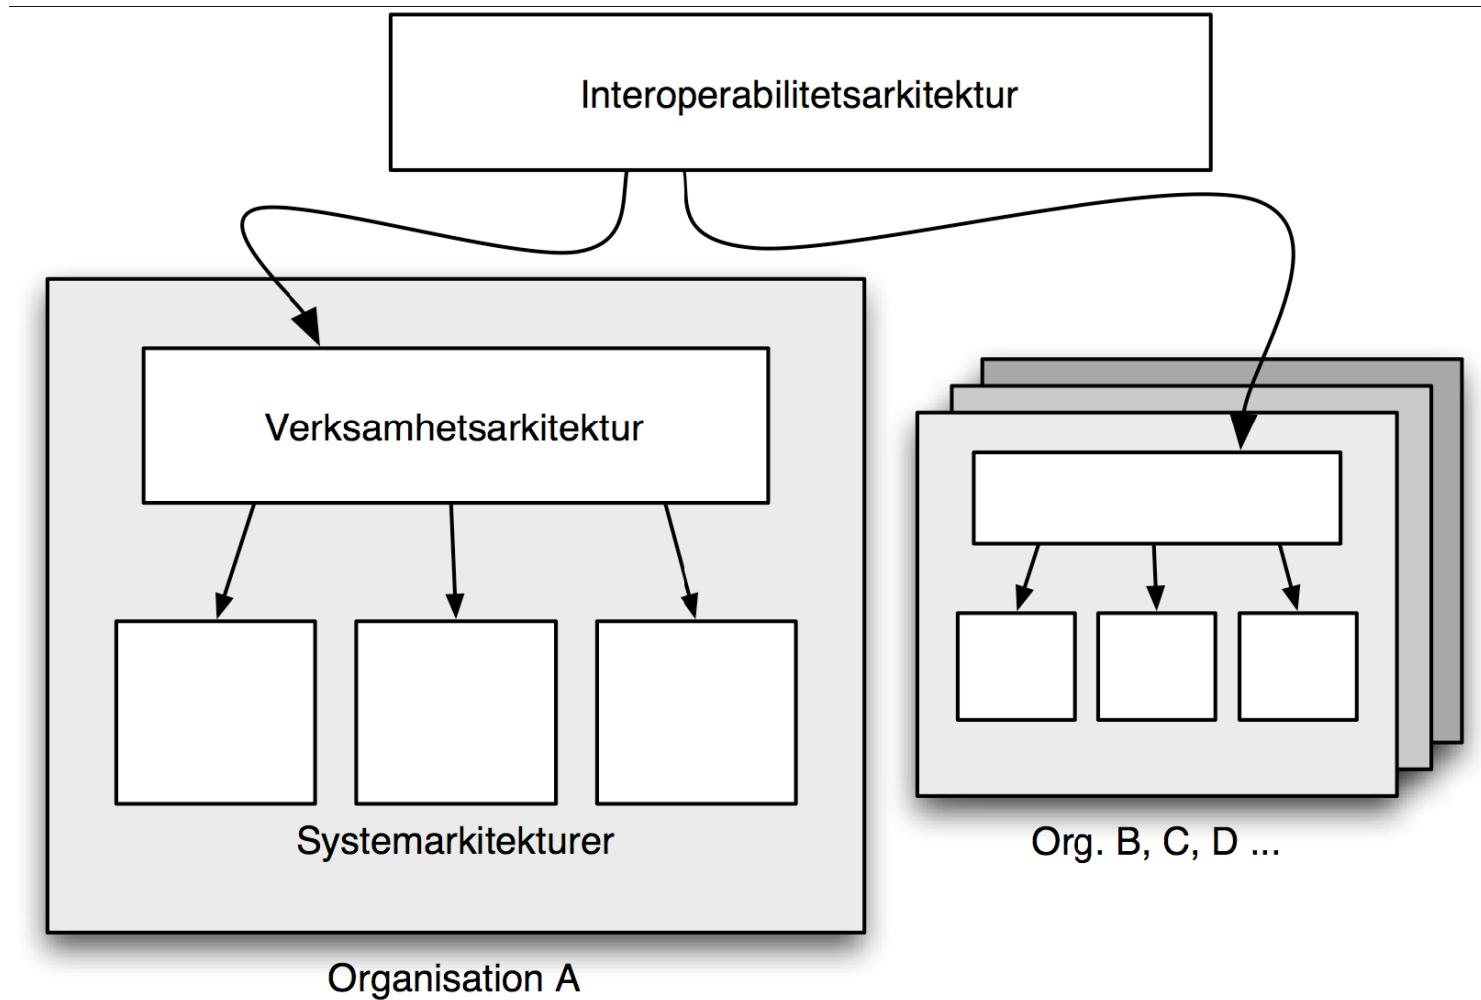 Interoperabilitetsarkitektur
Verksamhetsarkitektur
Systemarkitekturer
Org. B, C, D ...
Organisation A